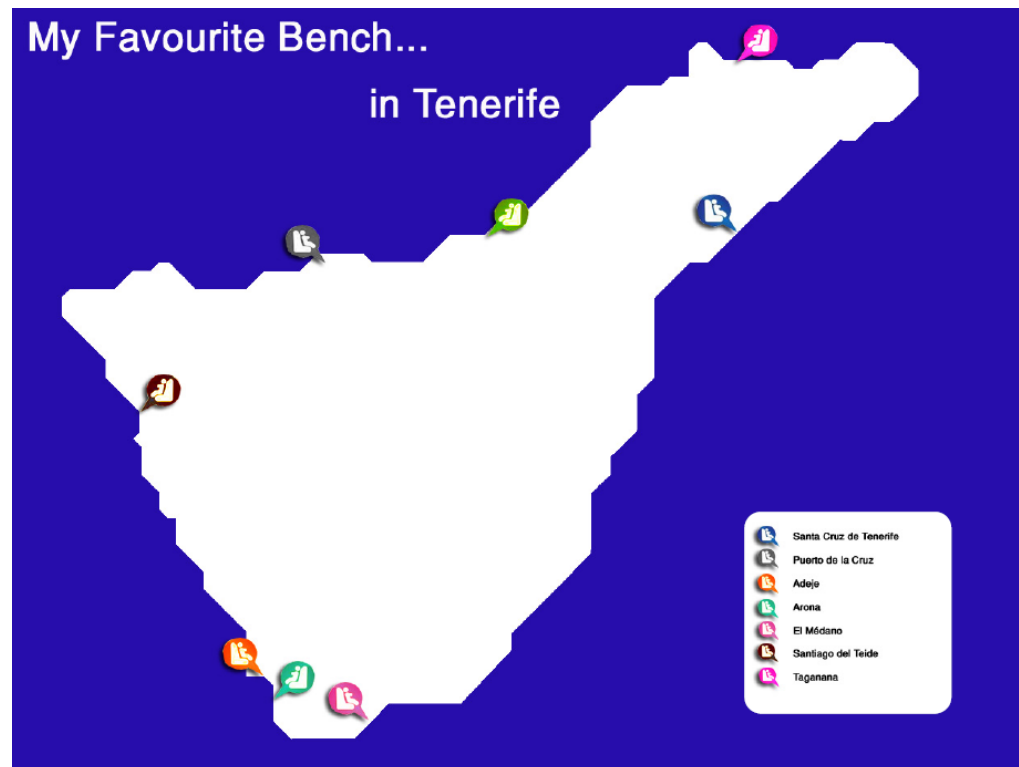 My Favourite Bench...
in Tenerife
Santa Cruz de Tenerife
Puerto de la Cruz
Adeje
Arona
El Médano
Santiago del Teide
Taganana